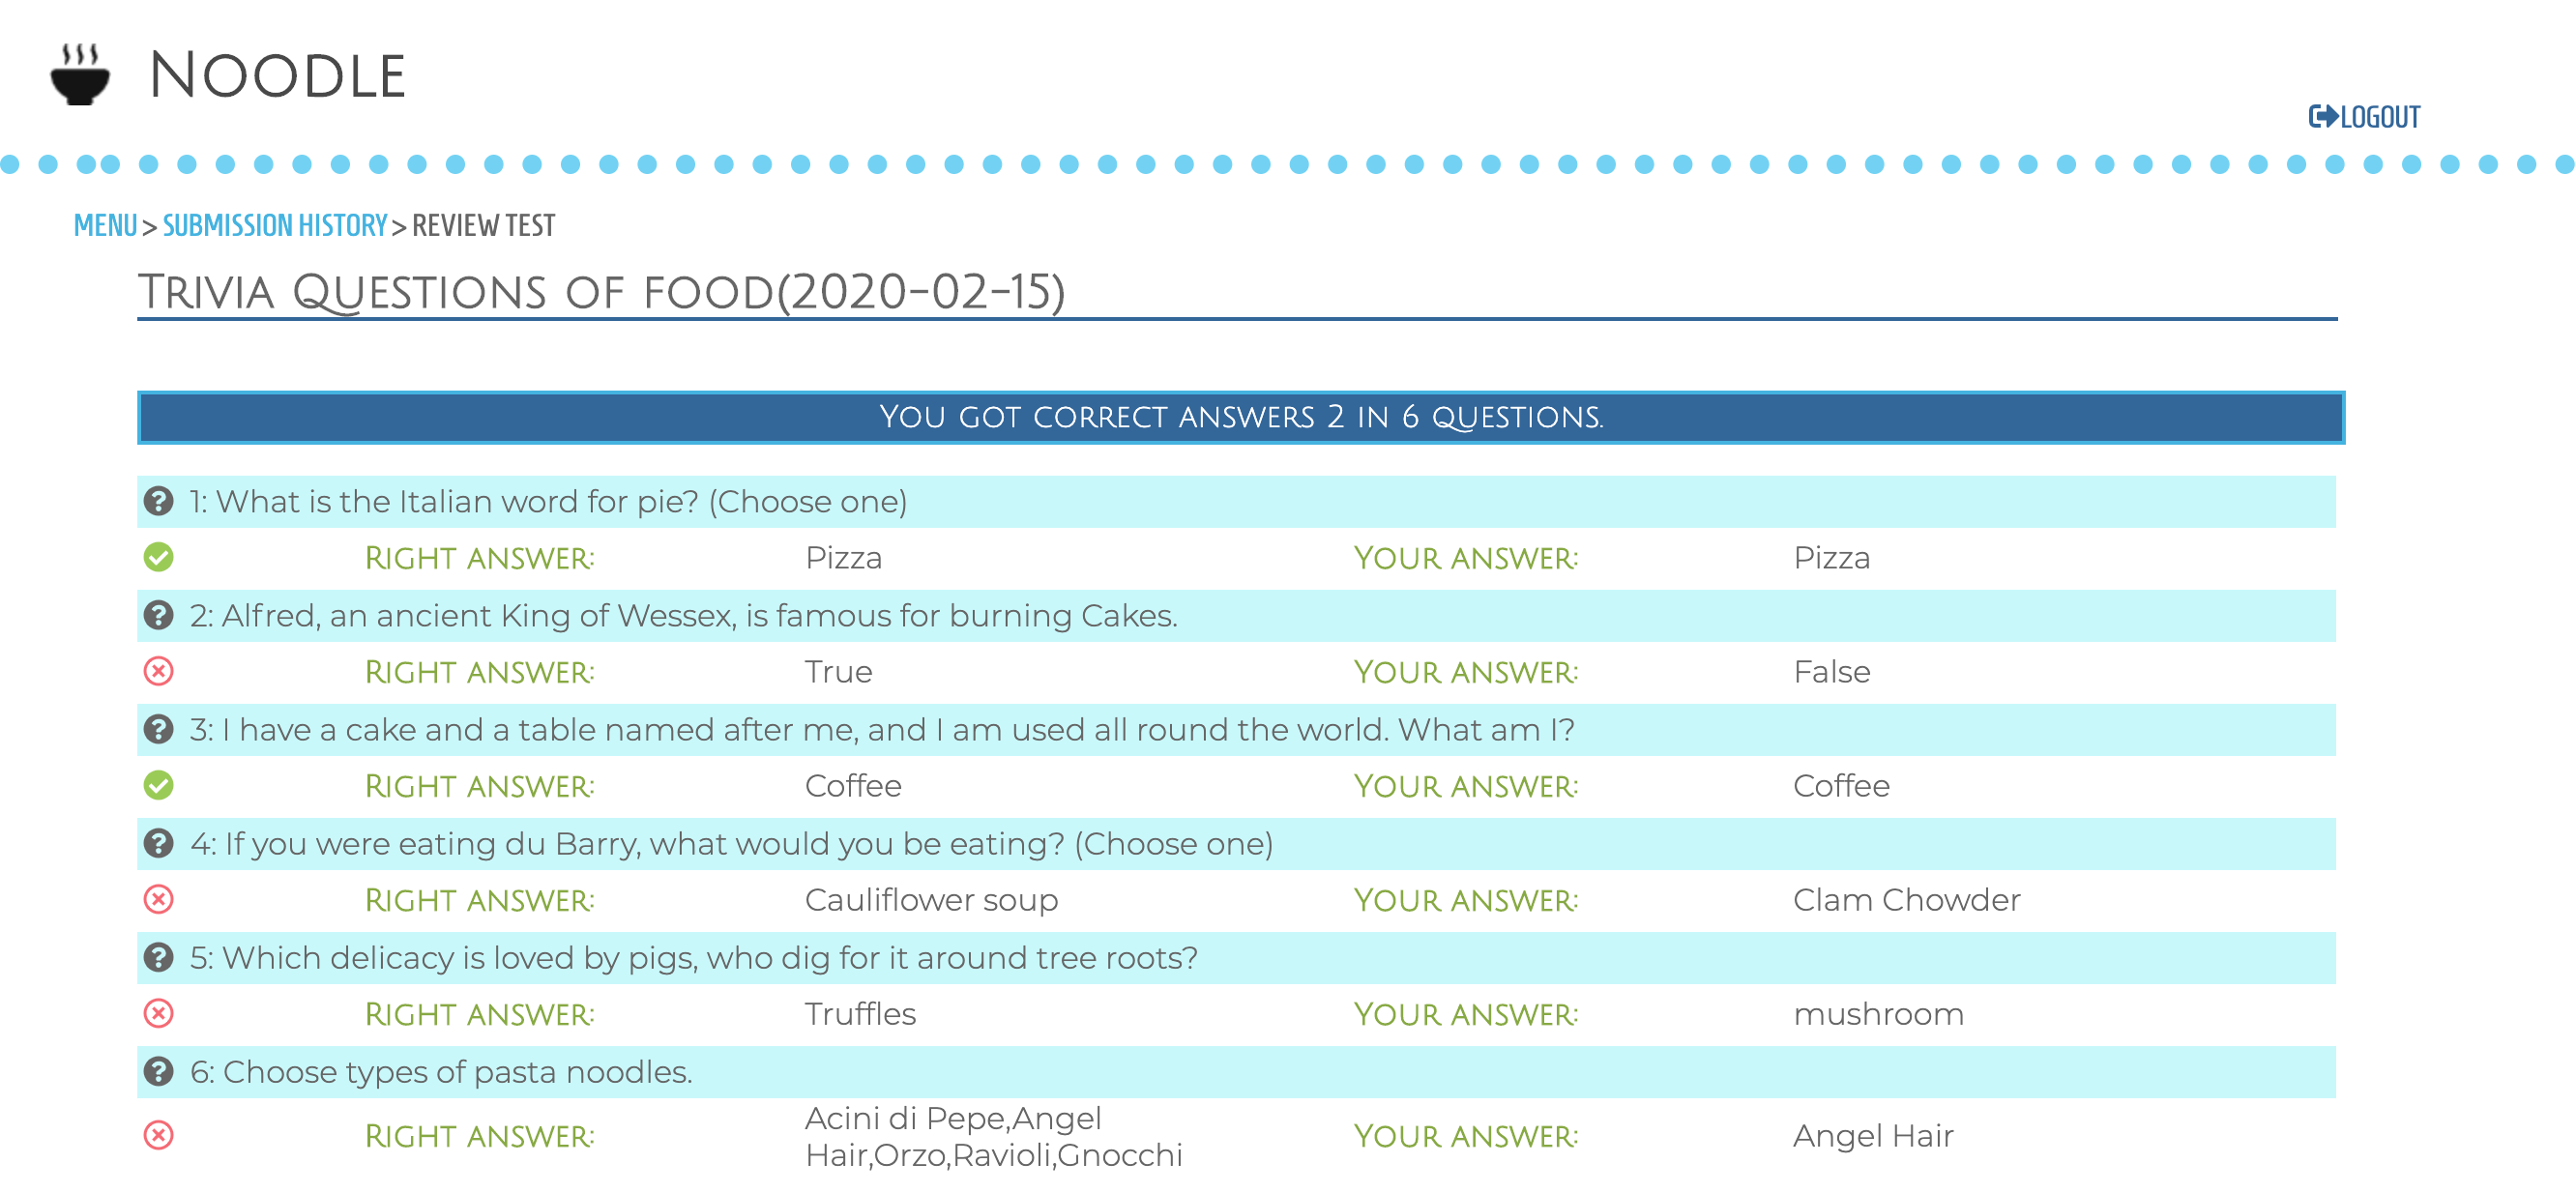 Noodle
LOGOUT
MENU > SUBMISSION HISTORY > REVIEW TEST
Trivia Questions of food(2020-02-15)
You got correct answers 2 in 6 questions.
1: What is the Italian word for pie? (Choose one)
Right answer: Pizza Your answer: Pizza
2: Alfred, an ancient King of Wessex, is famous for burning Cakes.
Right answer: True Your answer: False
3: I have a cake and a table named after me, and I am used all round the world. What am I?
Right answer: Coffee Your answer: Coffee
4: If you were eating du Barry, what would you be eating? (Choose one)
Right answer: Cauliflower soup Your answer: Clam Chowder
5: Which delicacy is loved by pigs, who dig for it around tree roots?
Right answer: Truffles Your answer: mushroom
6: Choose types of pasta noodles.
Right answer: Acini di Pepe,Angel
Hair,Orzo,Ravioli,Gnocchi Your answer: Angel Hair